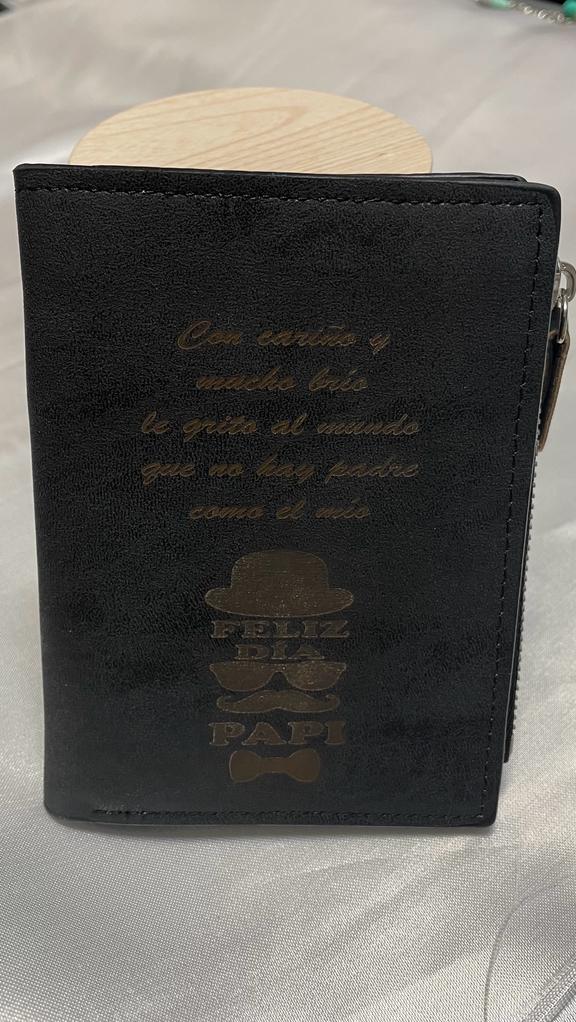 Con cariño y
mucho brío
le grito al mundo
que no hay padre
como el mío
FELIZ
DÍA
PAPI